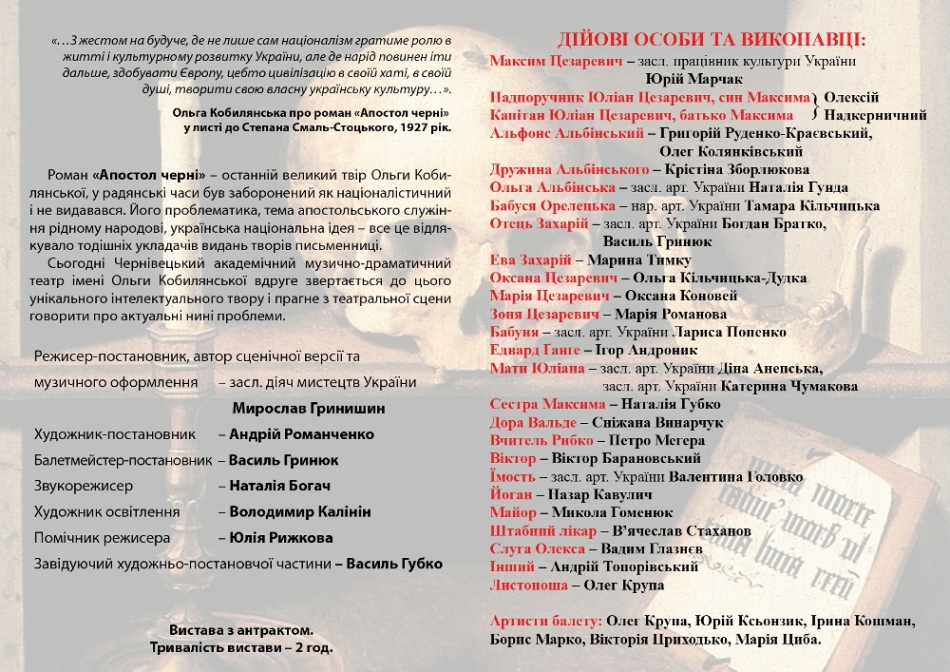 «…З жестом на будуче, де не лише сам націоналізм гратиме ролю в
житті і культурному розвитку України, але де нарід повинен іти
дальше, здобувати Європу, цебто цивілізацію в своїй хаті, в своїй
душі, творити свою власну українську культуру…».
Ольга Кобилянська про роман «Апостол черні»
у листі до Степана Смаль-Стоцького, 1927 рік.
Роман «Апостол черні» – останній великий твір Ольги Коби-
лянської, у радянські часи був заборонений як націоналістичний
і не видавався. Його проблематика, тема апостольського служін-
ня рідному народові, українська національна ідея – все це відля-
кувало тодішніх укладачів видань творів письменниці.
Сьогодні Чернівецький академічний музично-драматичний
театр імені Ольги Кобилянської вдруге звертається до цього
унікального інтелектуального твору і прагне з театральної сцени
говорити про актуальні нині проблеми.
Режисер-постановник, автор сценічної версії та
музичного оформлення – засл. діяч мистецтв України
Мирослав Гринишин
Художник-постановник – Андрій Романченко
Балетмейстер-постановник – Василь Гринюк
Звукорежисер – Наталія Богач
Художник освітлення – Володимир Калінін
Помічник режисера – Юлія Рижкова
Завідуючий художньо-постановчої частини – Василь Губко
Вистава з антрактом.
Тривалість вистави – 2 год.
ДІЙОВІ ОСОБИ ТА ВИКОНАВЦІ:
Максим Цезаревич – засл. працівник культури України
Юрій Марчак
Надпоручник Юліан Цезаревич, син Максима } Олексій
Капітан Юліан Цезаревич, батько Максима } Надкерничний
Альфонс Альбінський – Григорій Руденко-Краєвський,
Олег Колянківський
Дружина Альбінського – Крістіна Зборлюкова
Ольга Альбінська – засл. арт. України Наталія Гунда
Бабуся Орелецька – нар. арт. України Тамара Кільчицька
Отець Захарій – засл. арт. України Богдан Братко,
Василь Гринюк
Ева Захарій – Марина Тимку
Оксана Цезаревич – Ольга Кільчицька-Дудка
Марія Цезаревич – Оксана Коновей
Зоня Цезаревич – Марія Романова
Бабуня – засл. арт. України Лариса Попенко
Едвард Ґанґе – Ігор Андроник
Мати Юліана – засл. арт. України Діна Анепська,
засл. арт. України Катерина Чумакова
Сестра Максима – Наталія Губко
Дора Вальде – Сніжана Винарчук
Вчитель Рибко – Петро Мегера
Віктор – Віктор Барановський
Їмость – засл. арт. України Валентина Головко
Йоган – Назар Кавулич
Майор – Микола Гоменюк
Штабний лікар – В’ячеслав Стаханов
Слуга Олекса – Вадим Глазнєв
Інший – Андрій Топорівський
Листоноша – Олег Крупа
Артисти балету: Олег Крупа, Юрій Ксьонзик, Ірина Кошман,
Борис Марко, Вікторія Приходько, Марія Циба.